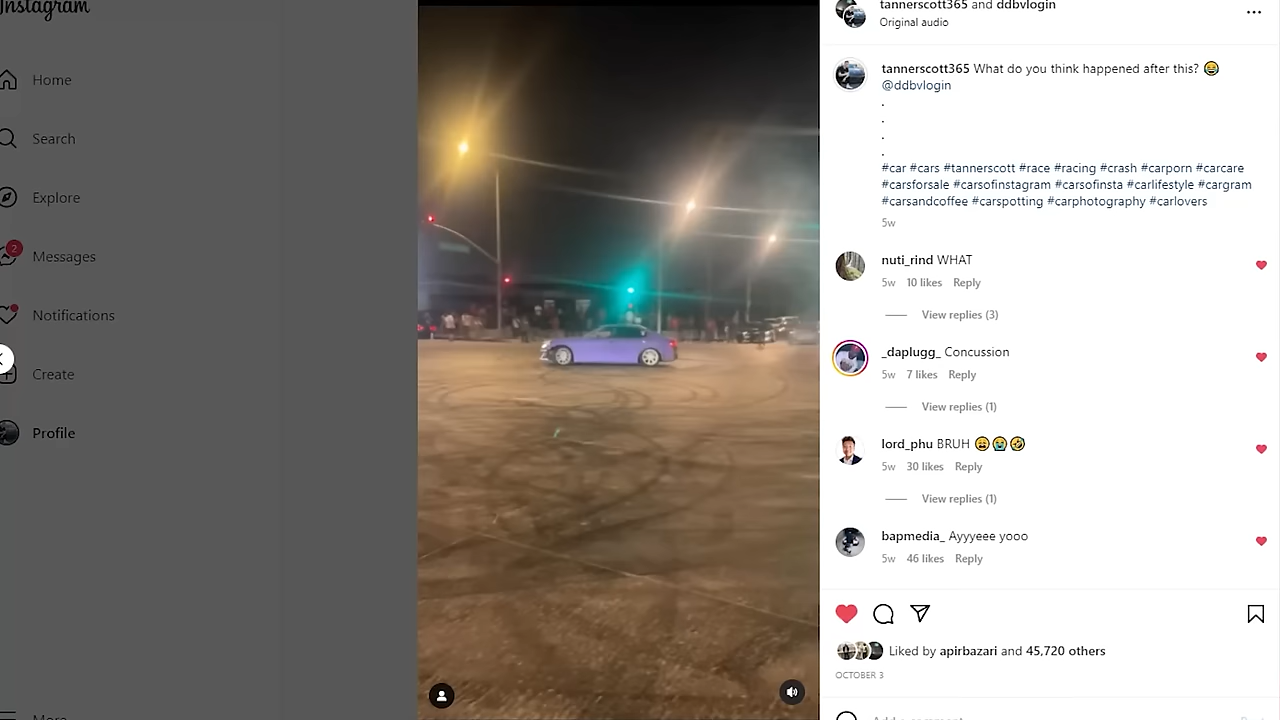 Instagram
Home
Search
Explore
2
Messages
Notifications
Create
Profile
More
tannerscott365 and ddbvlogin
Original audio
tannerscott365 What do you think happened after this? 😂
@ddbvlogin
.
.
.
.
#car #cars #tannerscott #race #racing #crash #carporn #carcare
#carsforsale #carsofinstagram #carsofinsta #carlifestyle #cargram
#carsandcoffee #carspotting #carphotography #carlovers
5w
nuti_rind WHAT
5w 10 likes Reply
View replies (3)
_daplugg_ Concussion
5w 7 likes Reply
View replies (1)
lord_phu BRUH 😩😭🤣
5w 30 likes Reply
View replies (1)
bapmedia_ Ayyyeee yooo
5w 46 likes Reply
Liked by apirbazari and 45,720 others
OCTOBER 3
Add a comment...